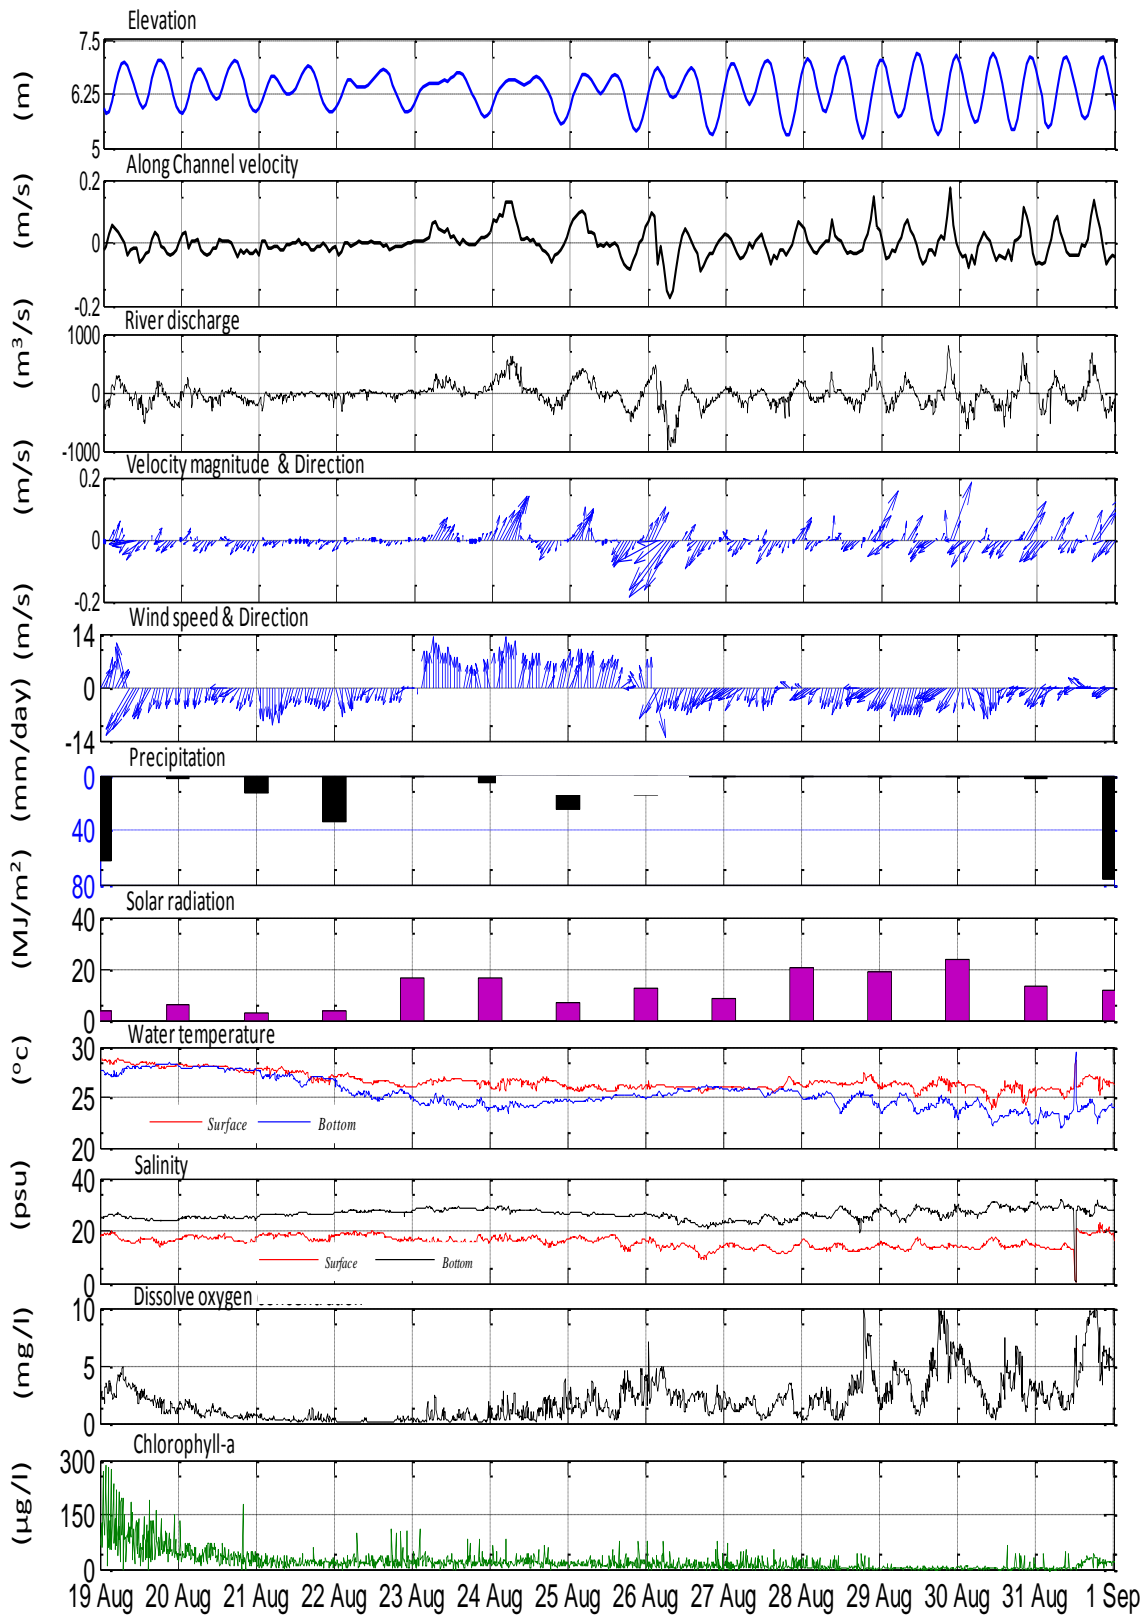 Elevation
7.5
6.25
5
(m)
Along Channel velocity
0.2
0
-0.2
(m/s)
River discharge
1000
0
-1000
(m³/s)
Velocity magnitude & Direction
0.2
0
-0.2
(m/s)
Wind speed & Direction
14
0
-14
(m/s)
Precipitation
0
40
80
(mm/day)
Solar radiation
40
20
0
(MJ/m²)
Water temperature
30
25
20
(°c)
Surface
Bottom
Salinity
40
20
0
(psu)
Surface
Bottom
Dissolve oxygen
10
5
0
(mg/l)
Chlorophyll-a
300
150
0
(µg/l)
19 Aug 20 Aug 21 Aug 22 Aug 23 Aug 24 Aug 25 Aug 26 Aug 27 Aug 28 Aug 29 Aug 30 Aug 31 Aug 1 Sep